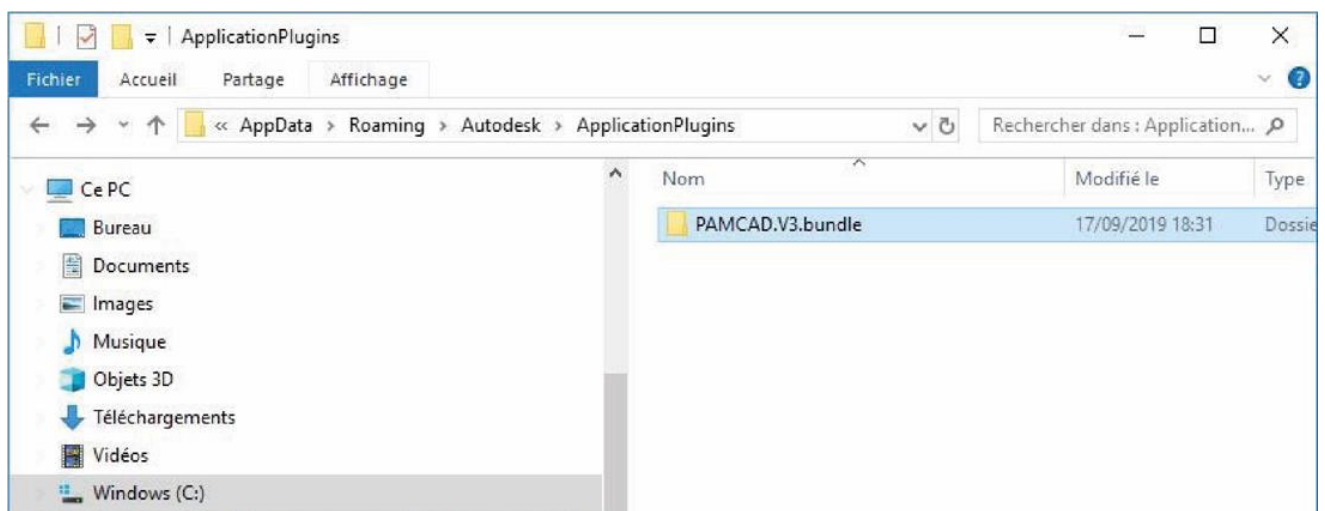 ApplicationPlugins
Fichier Accueil Partage Affichage
« AppData > Roaming > Autodesk > ApplicationPlugins
Rechercher dans : Application...
Nom Modifié le Type
PAMCAD.V3.bundle 17/09/2019 18:31 Dossie
Ce PC
Bureau
Documents
Images
Musique
Objets 3D
Téléchargements
Vidéos
Windows (C:)